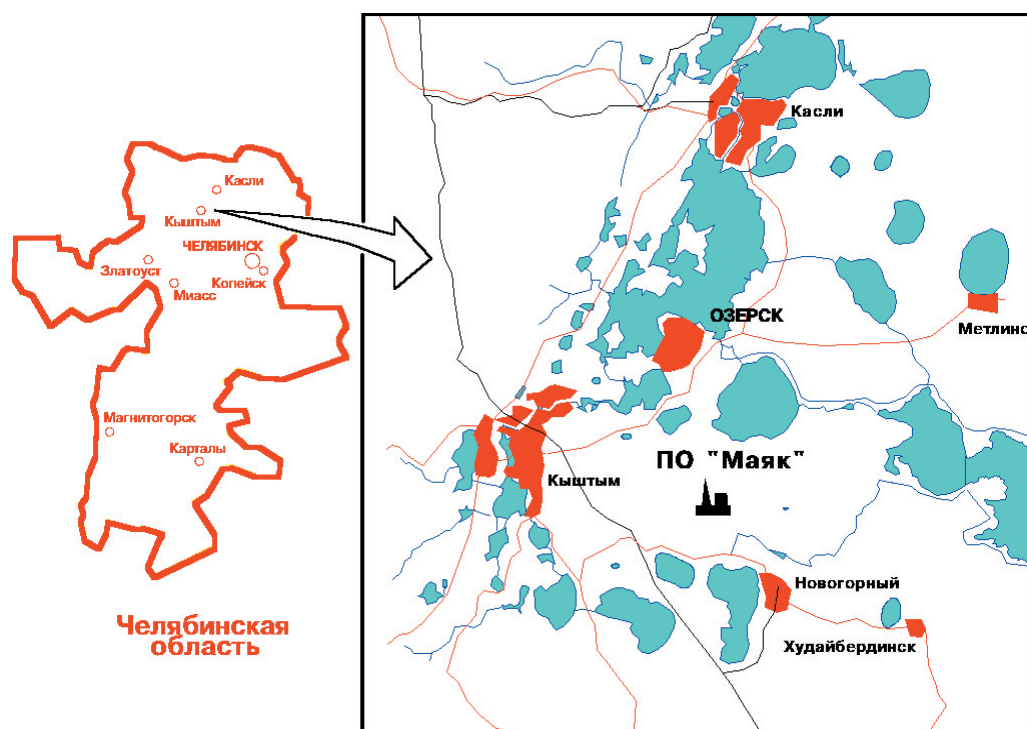 Касли
Кыштым
ЧЕЛЯБИНСК
Златоуст
Копейск
Миасс
Магнитогорск
Карталы
Челябинская
область
Касли
ОЗЕРСК
Метлино
ПО "Маяк"
Кыштым
Новогорный
Худайбердинск